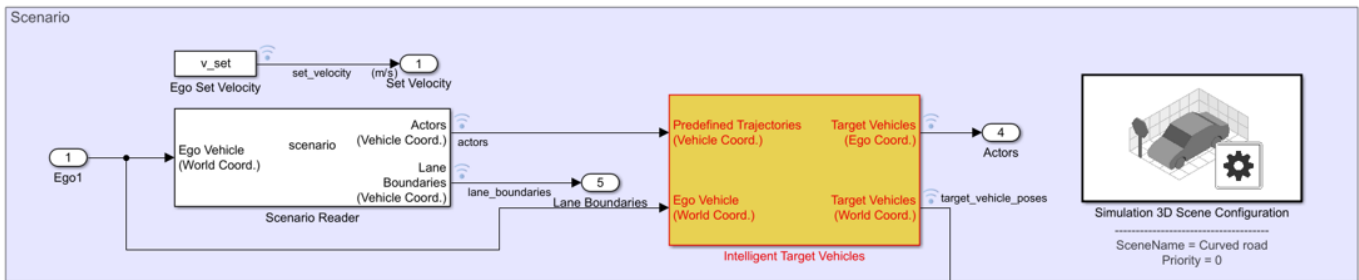 Scenario
v_set
Ego Set Velocity
set_velocity
(m/s)
1
Set Velocity
1
Ego1
Ego Vehicle
(World Coord.)
scenario
Actors
(Vehicle Coord.)
Lane
Boundaries
(Vehicle Coord.)
Scenario Reader
actors
lane_boundaries
5
Lane Boundaries
Predefined Trajectories
(Vehicle Coord.)
Ego Vehicle
(World Coord.)
Target Vehicles
(Ego Coord.)
Target Vehicles
(World Coord.)
Intelligent Target Vehicles
4
Actors
target_vehicle_poses
Simulation 3D Scene Configuration
------------------------------------
SceneName = Curved road
Priority = 0